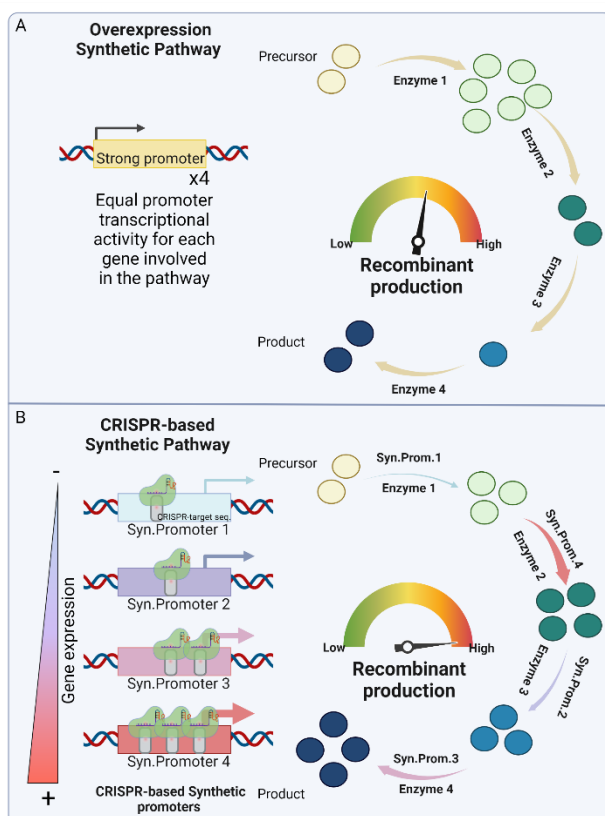 A
Overexpression
Synthetic Pathway
Strong promoter
x4
Equal promoter
transcriptional
activity for each
gene involved
in the pathway
Precursor
Enzyme 1
Enzyme 2
Enzyme 3
Enzyme 4
Product
Low
High
Recombinant
production
B
CRISPR-based
Synthetic Pathway
-
Gene expression
+
CRISPR-target seq.
Syn.Promoter 1
Syn.Promoter 2
Syn.Promoter 3
Syn.Promoter 4
CRISPR-based Synthetic
promoters
Precursor
Syn.Prom.1
Enzyme 1
Syn.Prom.4
Enzyme 2
Syn.Prom..2
Enzyme 3
Syn.Prom.3
Enzyme 4
Product
Low
High
Recombinant
production